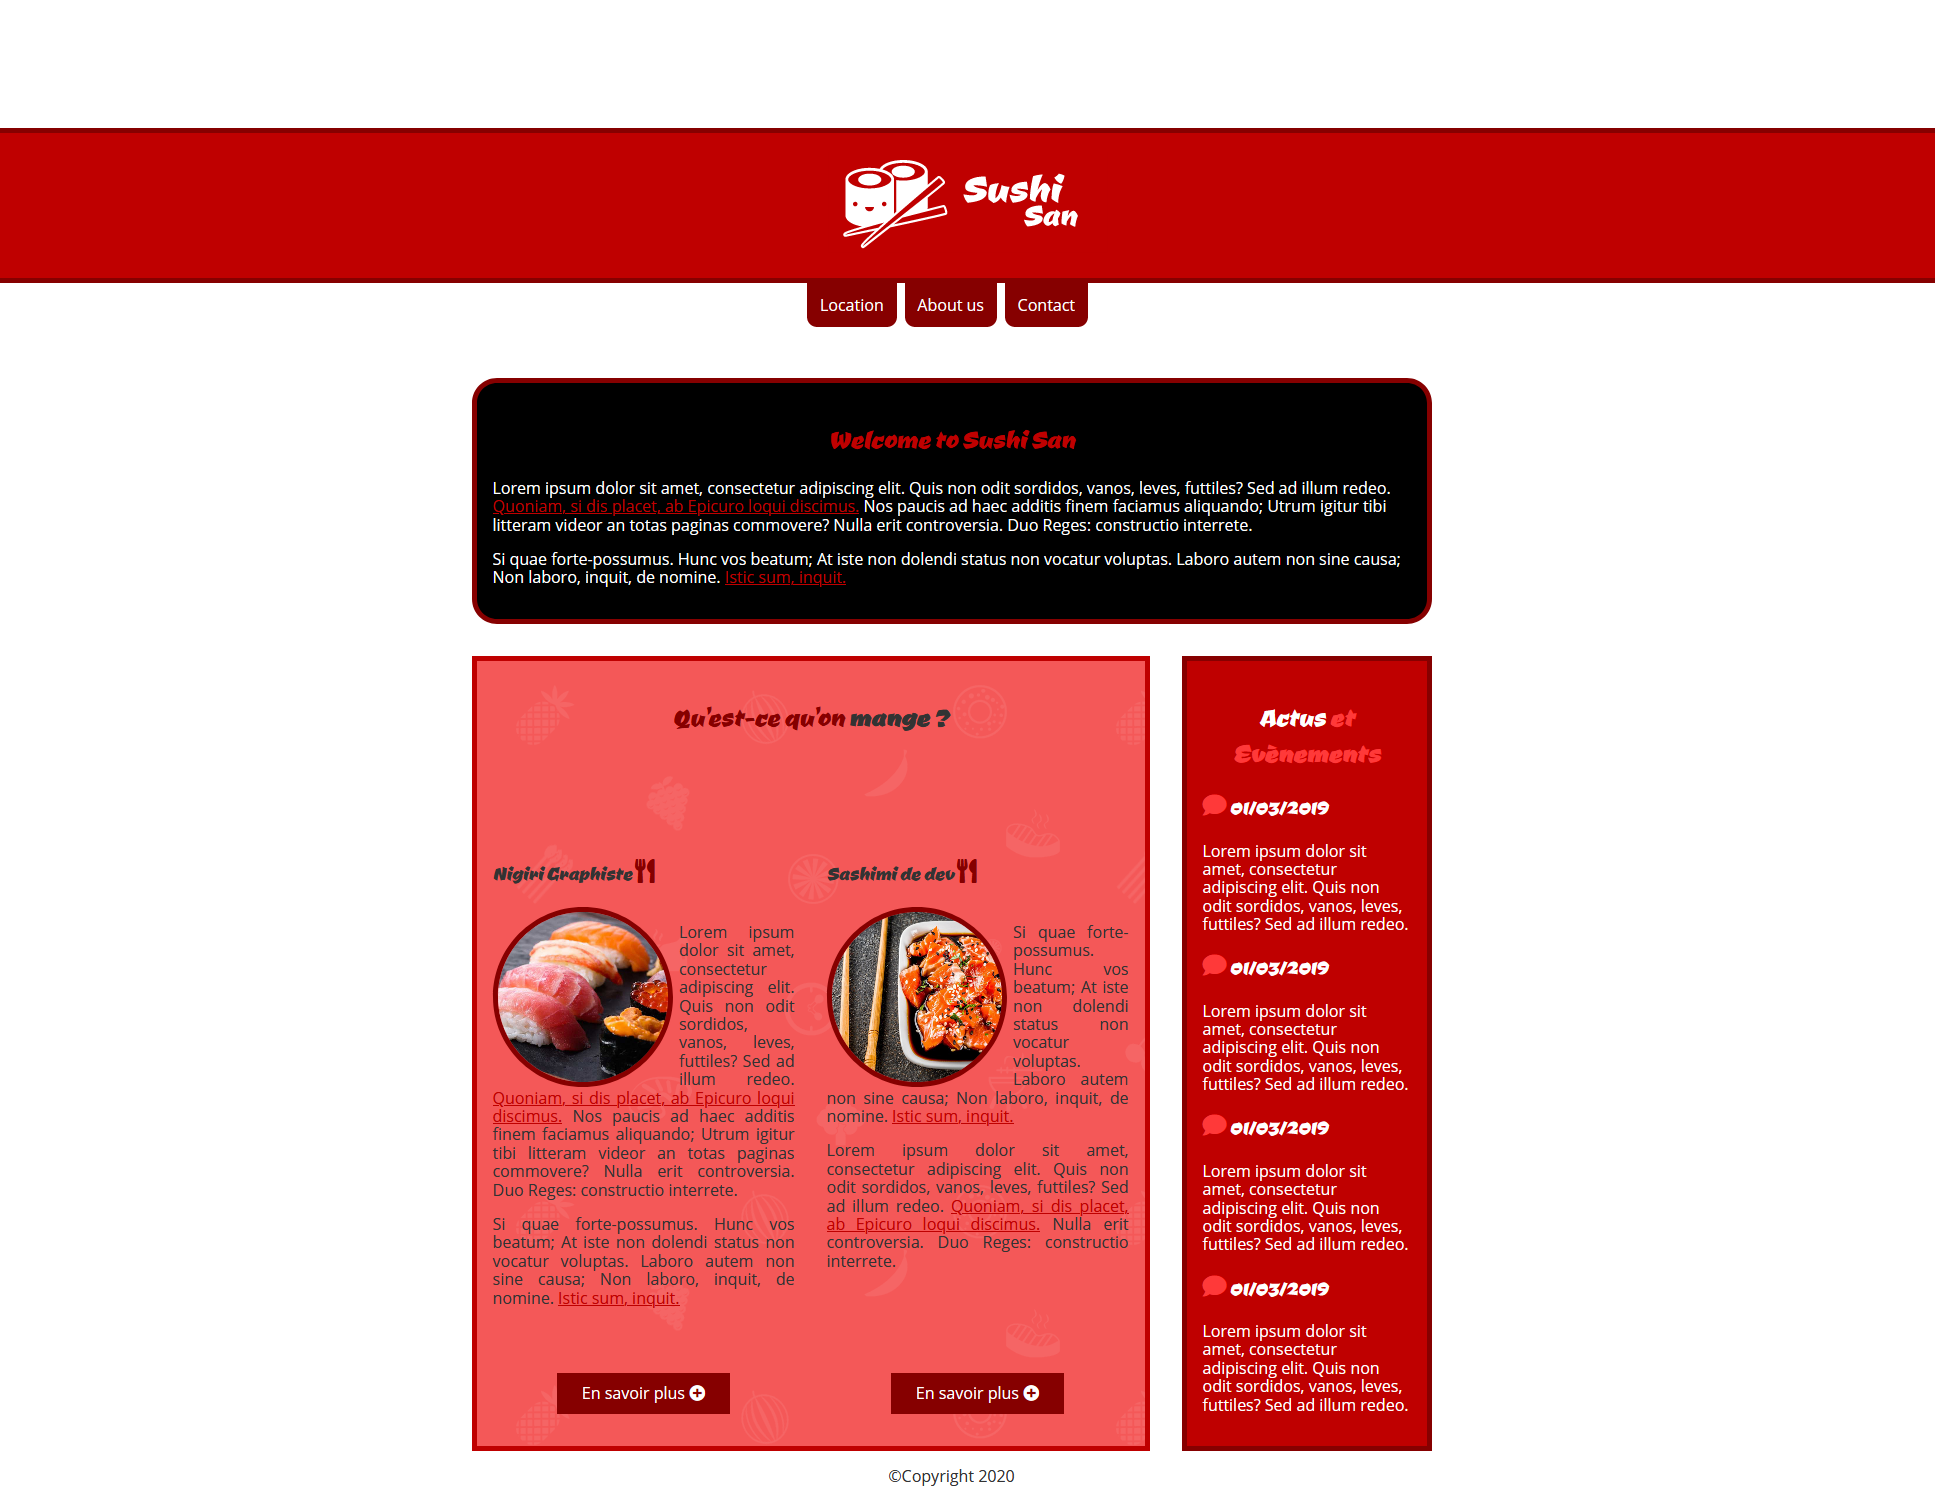 Sushi
San
Location
About us
Contact
Welcome to Sushi San
Lorem ipsum dolor sit amet, consectetur adipiscing elit. Quis non odit sordidos, vanos, leves, futtiles? Sed ad illum redeo.
Quoniam, si dis placet, ab Epicuro loqui discimus. Nos paucis ad haec additis finem faciamus aliquando; Utrum igitur tibi
litteram videor an totas paginas commovere? Nulla erit controversia. Duo Reges: constructio interrete.
Si quae forte-possumus. Hunc vos beatum; At iste non dolendi status non vocatur voluptas. Laboro autem non sine causa;
Non laboro, inquit, de nomine. Istic sum, inquit.
Qu'est-ce qu'on mange ?
Nigiri Graphiste
Lorem ipsum
dolor sit amet,
consectetur
adipiscing elit.
Quis non odit
sordidos,
vanos, leves,
futtiles? Sed ad
illum redeo.
Quoniam, si dis placet, ab Epicuro loqui
discimus. Nos paucis ad haec additis
finem faciamus aliquando; Utrum igitur
tibi litteram videor an totas paginas
commovere? Nulla erit controversia.
Duo Reges: constructio interrete.
Si quae forte-possumus. Hunc vos
beatum; At iste non dolendi status non
vocatur voluptas. Laboro autem non
sine causa; Non laboro, inquit, de
nomine. Istic sum, inquit.
En savoir plus
Sashimi de dev
Si quae forte-
possumus.
Hunc vos
beatum; At iste
non dolendi
status non
vocatur
voluptas.
Laboro autem
non sine causa; Non laboro, inquit, de
nomine. Istic sum, inquit.
Lorem ipsum dolor sit amet,
consectetur adipiscing elit. Quis non
odit sordidos, vanos, leves, futtiles? Sed
ad illum redeo. Quoniam, si dis placet,
ab Epicuro loqui discimus. Nulla erit
controversia. Duo Reges: constructio
interrete.
En savoir plus
Actus et
Evènements
01/03/2019
Lorem ipsum dolor sit
amet, consectetur
adipiscing elit. Quis non
odit sordidos, vanos, leves,
futtiles? Sed ad illum redeo.
01/03/2019
Lorem ipsum dolor sit
amet, consectetur
adipiscing elit. Quis non
odit sordidos, vanos, leves,
futtiles? Sed ad illum redeo.
01/03/2019
Lorem ipsum dolor sit
amet, consectetur
adipiscing elit. Quis non
odit sordidos, vanos, leves,
futtiles? Sed ad illum redeo.
01/03/2019
Lorem ipsum dolor sit
amet, consectetur
adipiscing elit. Quis non
odit sordidos, vanos, leves,
futtiles? Sed ad illum redeo.
©Copyright 2020